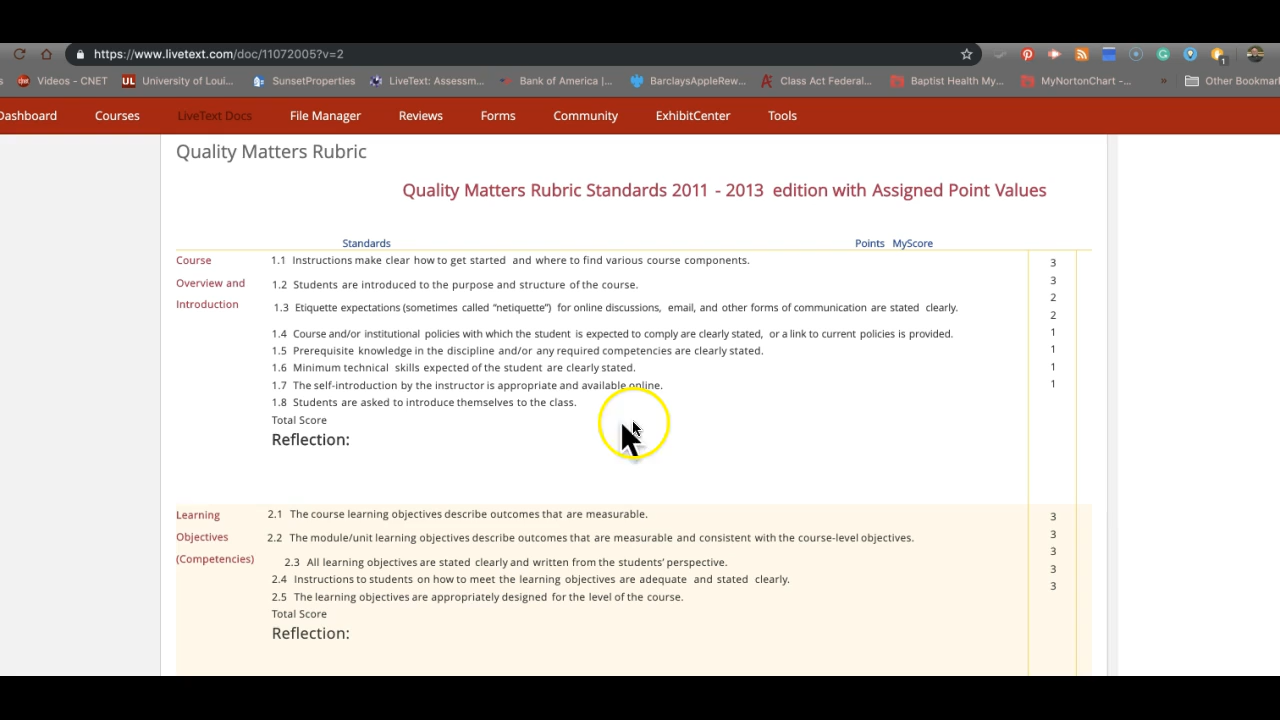 https://www.livetext.com/doc/11072005?v=2
Videos - CNET University of Loui... SunsetProperties LiveText: Assessm... Bank of America |... BarclaysAppleRew... Class Act Federal... Baptist Health My... MyNortonChart -... » Other Bookmar
Dashboard Courses LiveText Docs File Manager Reviews Forms Community ExhibitCenter Tools
Quality Matters Rubric
Quality Matters Rubric Standards 2011 - 2013 edition with Assigned Point Values
Standards Points MyScore
Course 1.1 Instructions make clear how to get started and where to find various course components. 3
Overview and 1.2 Students are introduced to the purpose and structure of the course. 3
Introduction 1.3 Etiquette expectations (sometimes called “netiquette”) for online discussions, email, and other forms of communication are stated clearly. 2
2
1.4 Course and/or institutional policies with which the student is expected to comply are clearly stated, or a link to current policies is provided. 1
1.5 Prerequisite knowledge in the discipline and/or any required competencies are clearly stated. 1
1.6 Minimum technical skills expected of the student are clearly stated. 1
1.7 The self-introduction by the instructor is appropriate and available online. 1
1.8 Students are asked to introduce themselves to the class.
Total Score
Reflection:
Learning 2.1 The course learning objectives describe outcomes that are measurable. 3
Objectives 2.2 The module/unit learning objectives describe outcomes that are measurable and consistent with the course-level objectives. 3
(Competencies) 2.3 All learning objectives are stated clearly and written from the students’ perspective. 3
2.4 Instructions to students on how to meet the learning objectives are adequate and stated clearly. 3
2.5 The learning objectives are appropriately designed for the level of the course. 3
Total Score
Reflection: